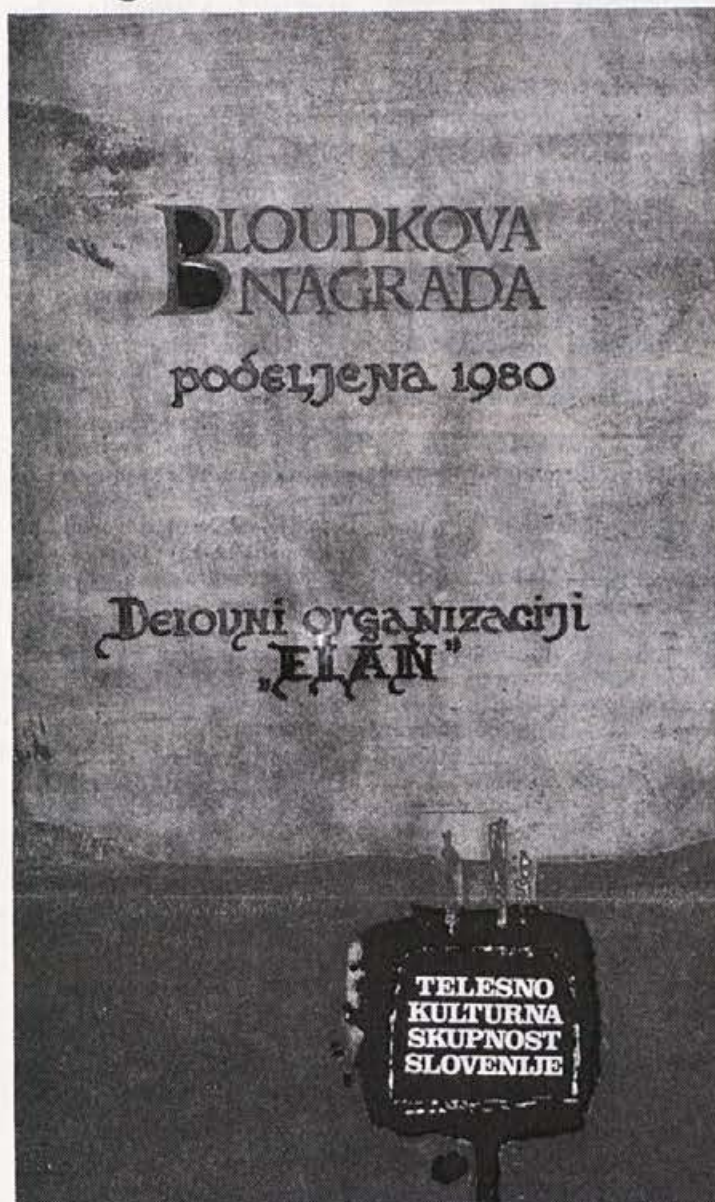 BLOUDKOVA
NAGRADA
podeljena 1980
Delovni organizaciji
„ELAN”
TELESNO
KULTURNA
SKUPNOST
SLOVENIJE